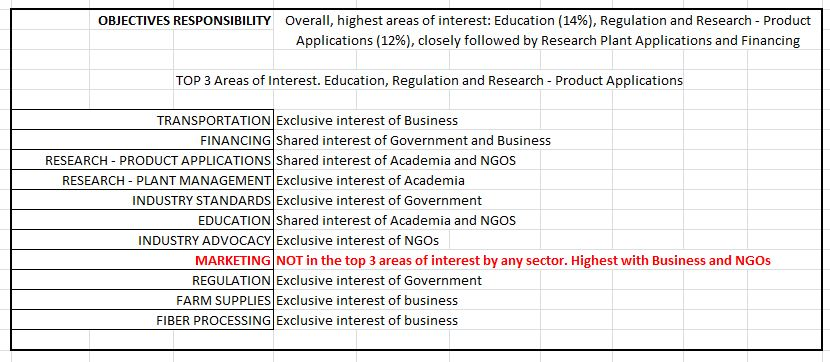 OBJECTIVES RESPONSIBILITY Overall, highest areas of interest: Education (14%), Regulation and Research - Product
Applications (12%), closely followed by Research Plant Applications and Financing
TOP 3 Areas of Interest. Education, Regulation and Research - Product Applications
TRANSPORTATION Exclusive interest of Business
FINANCING Shared interest of Government and Business
RESEARCH - PRODUCT APPLICATIONS Shared interest of Academia and NGOS
RESEARCH - PLANT MANAGEMENT Exclusive interest of Academia
INDUSTRY STANDARDS Exclusive interest of Government
EDUCATION Shared interest of Academia and NGOS
INDUSTRY ADVOCACY Exclusive interest of NGOs
MARKETING NOT in the top 3 areas of interest by any sector. Highest with Business and NGOs
REGULATION Exclusive interest of Government
FARM SUPPLIES Exclusive interest of business
FIBER PROCESSING Exclusive interest of business